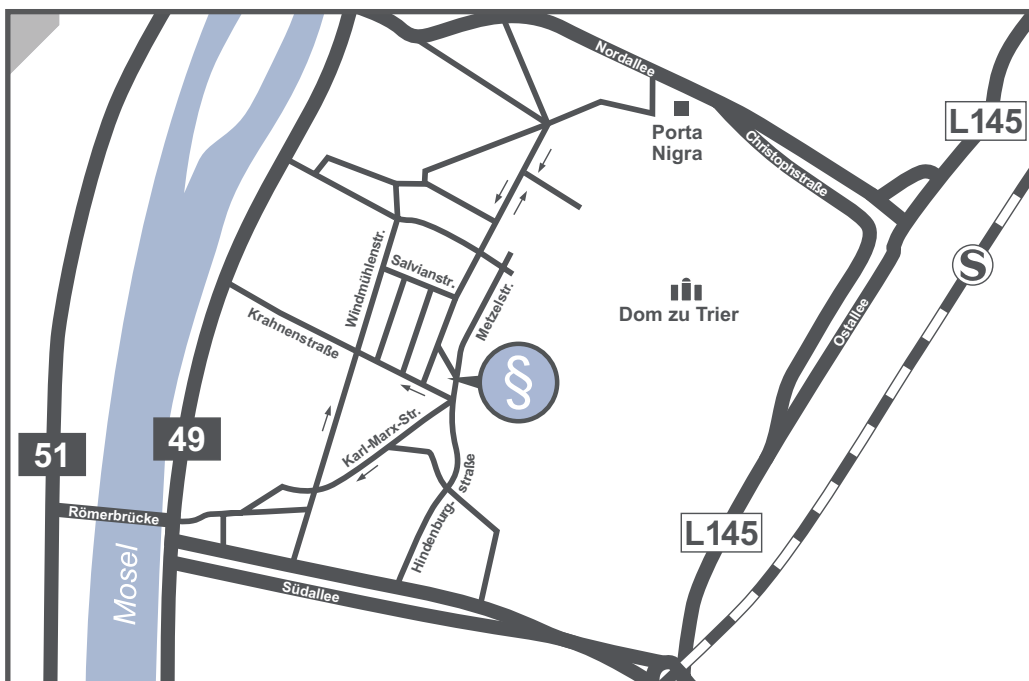 Nordallee
L145
Porta
Nigra
Christophstraße
S
Salvianstr.
Windmühlenstr.
Metzelstr.
Dom zu Trier
Ostallee
Krahnenstraße
§
Karl-Marx-Str.
51
49
Hindenburg-
straße
Römerbrücke
L145
Mosel
Südallee